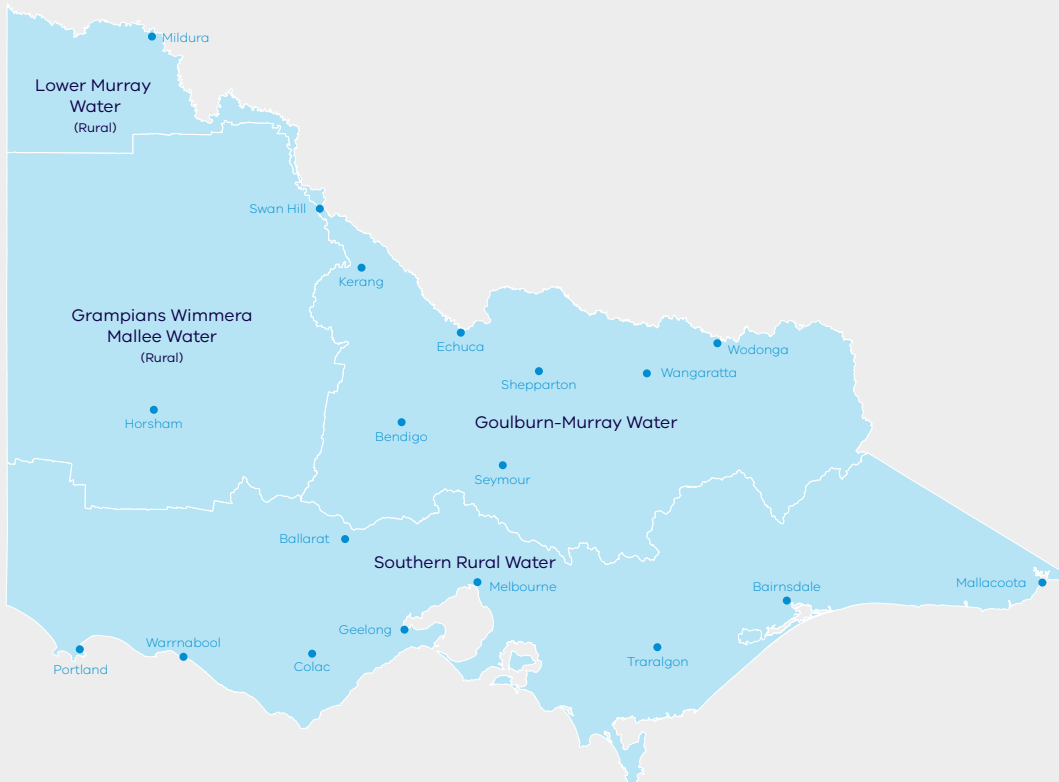 Mildura
Lower Murray
Water
(Rural)
Swan Hill
Kerang
Grampians Wimmera
Mallee Water
(Rural)
Echuca
Wodonga
Shepparton
Wangaratta
Horsham
Bendigo
Goulburn-Murray Water
Seymour
Ballarat
Southern Rural Water
Melbourne
Mallacoota
Bairnsdale
Geelong
Warrnabool
Portland
Colac
Traralgon